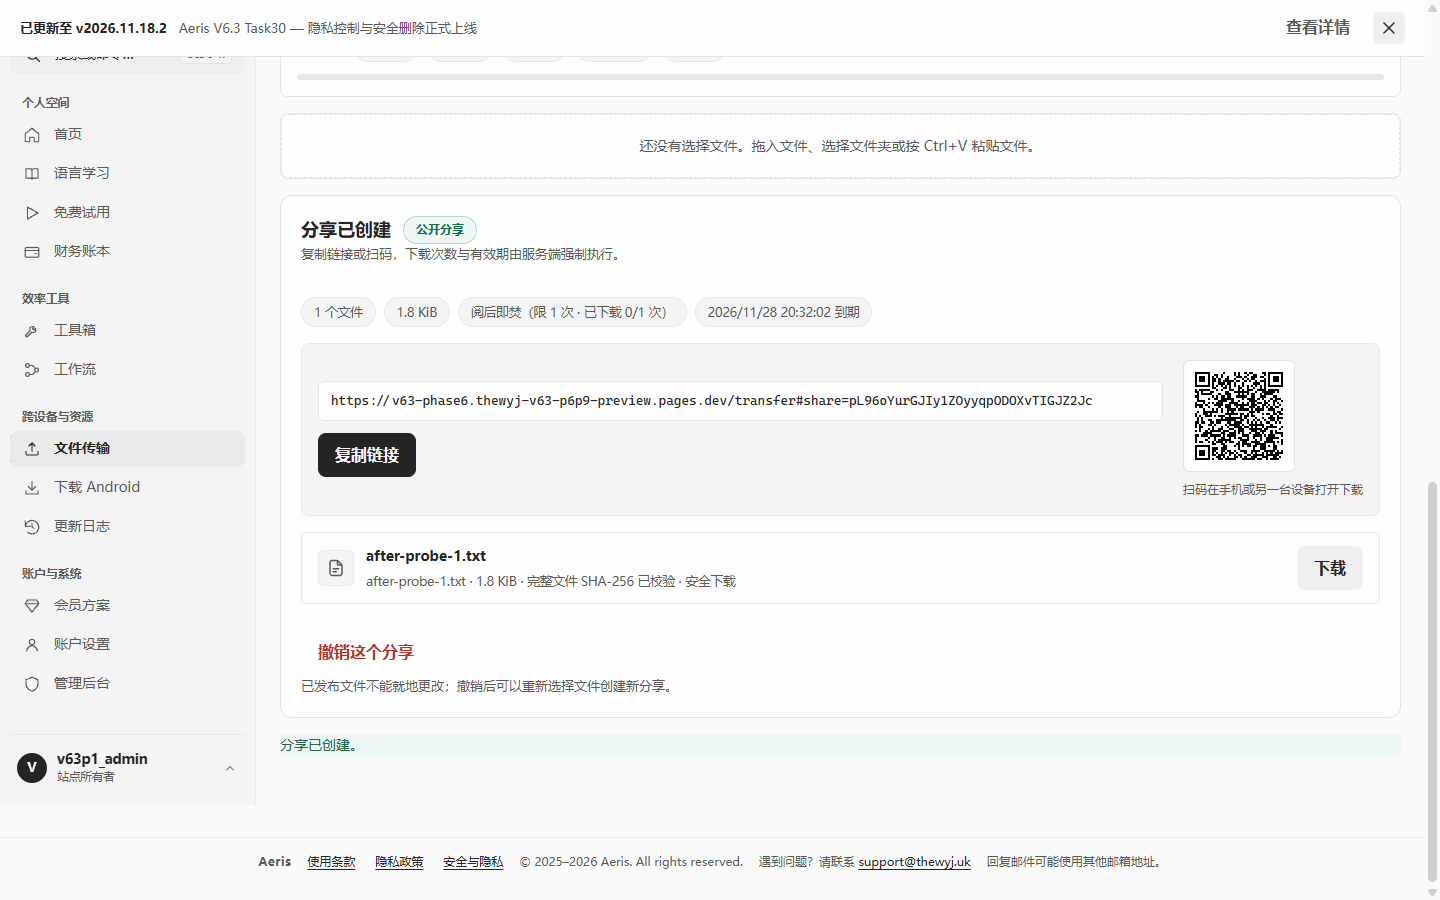 已更新至 v2026.11.18.2 Aeris V6.3 Task30 — 隐私控制与安全删除正式上线
查看详情
个人空间
首页
语言学习
免费试用
财务账本
效率工具
工具箱
工作流
跨设备与资源
文件传输
下载 Android
更新日志
账户与系统
会员方案
账户设置
管理后台
V
v63p1_admin
站点所有者
还没有选择文件。拖入文件、选择文件夹或按 Ctrl+V 粘贴文件。
分享已创建 公开分享
复制链接或扫码，下载次数与有效期由服务端强制执行。
1 个文件 1.8 KiB 阅后即焚（限 1 次 · 已下载 0/1 次） 2026/11/28 20:32:02 到期
https://v63-phase6.thewyj-v63-p6p9-preview.pages.dev/transfer#share=pL96oYurGJIy1ZOyyqpODOXvTIGJZ2Jc
复制链接
扫码在手机或另一台设备打开下载
after-probe-1.txt
after-probe-1.txt · 1.8 KiB · 完整文件 SHA-256 已校验 · 安全下载
下载
撤销这个分享
已发布文件不能就地更改；撤销后可以重新选择文件创建新分享。
分享已创建。
Aeris 使用条款 隐私政策 安全与隐私 © 2025–2026 Aeris. All rights reserved. 遇到问题？请联系 support@thewyj.uk 回复邮件可能使用其他邮箱地址。